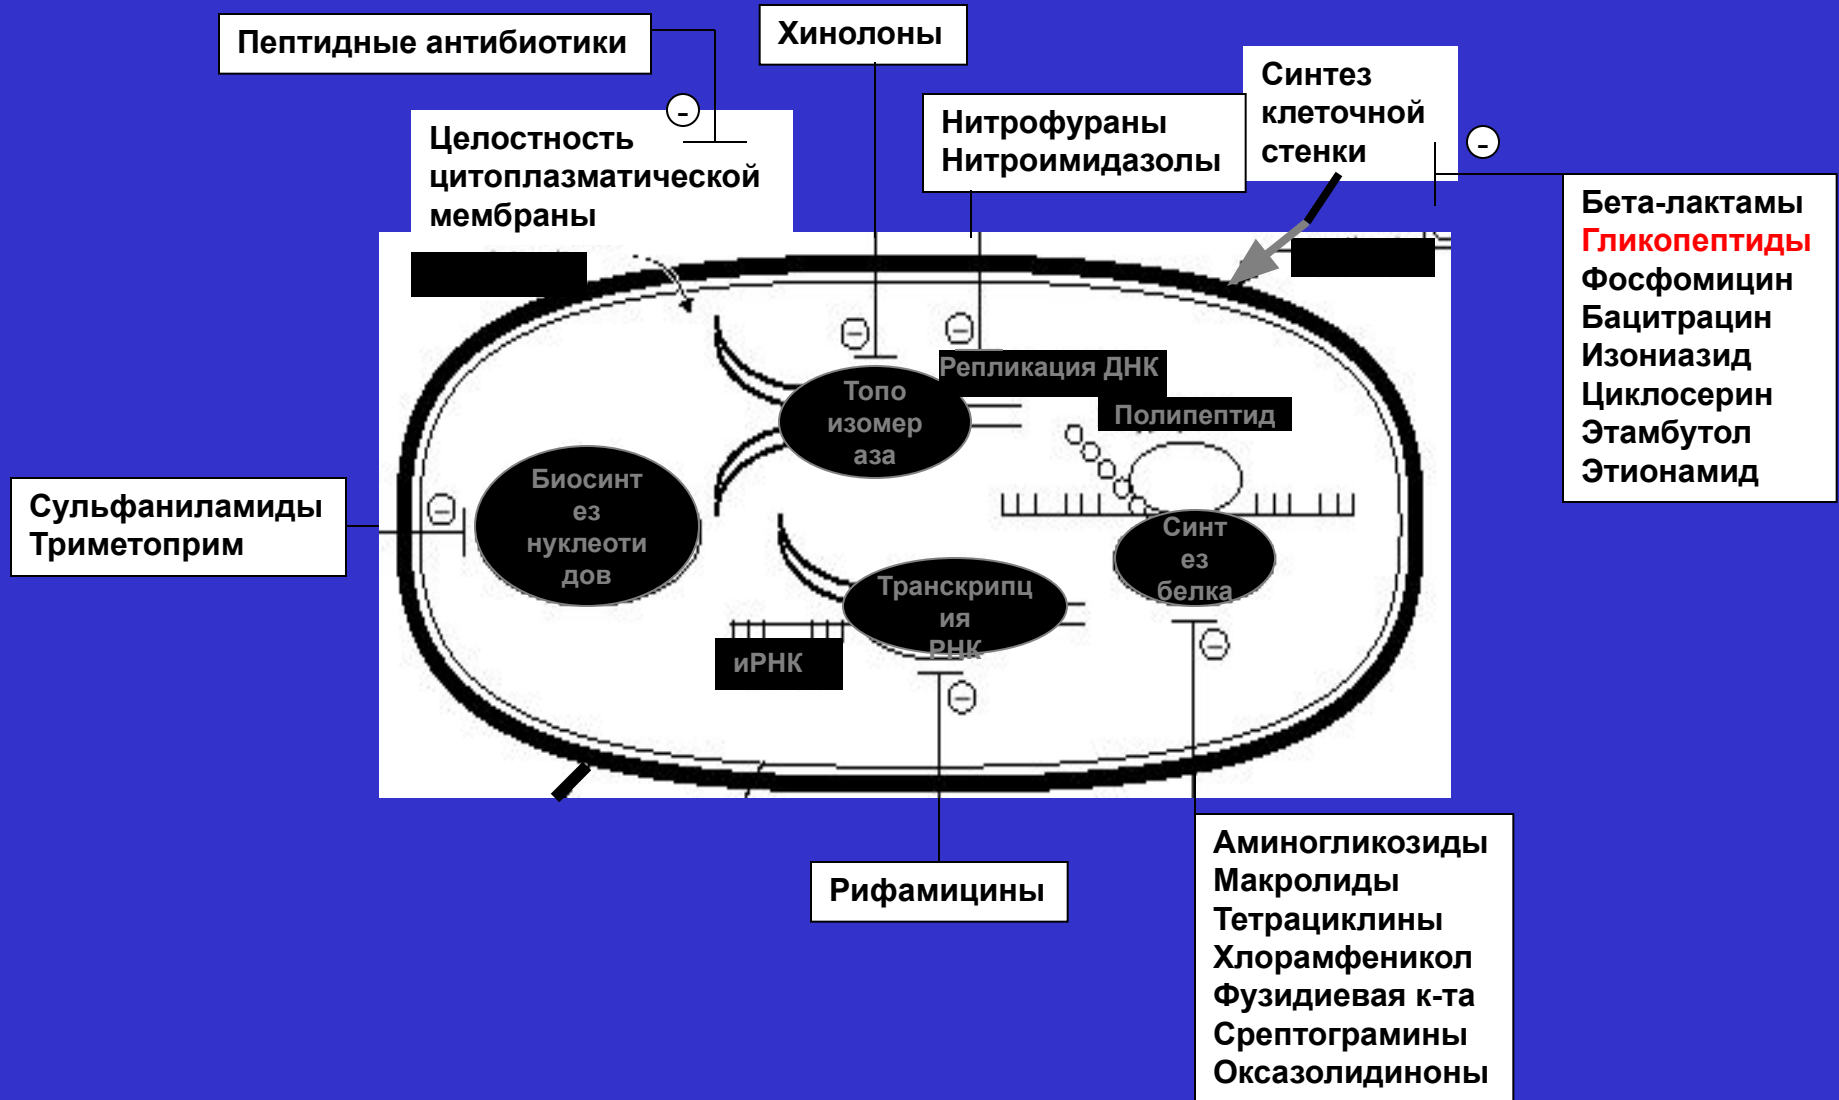 Пептидные антибиотики
Хинолоны
Синтез
клеточной
стенки
-
Нитрофураны
Нитроимидазолы
-
Целостность
цитоплазматической
мембраны
Бета-лактамы
Гликопептиды
Фосфомицин
Бацитрацин
Изониазид
Циклосерин
Этамбутол
Этионамид
Репликация ДНК
Топо
изомер
аза
Полипептид
Биосинт
ез
нуклеоти
дов
Сульфаниламиды
Триметоприм
Синт
ез
белка
Транскрипц
ия
РНК
иРНК
Рифамицины
Аминогликозиды
Макролиды
Тетрациклины
Хлорамфеникол
Фузидиевая к-та
Срептограмины
Оксазолидиноны